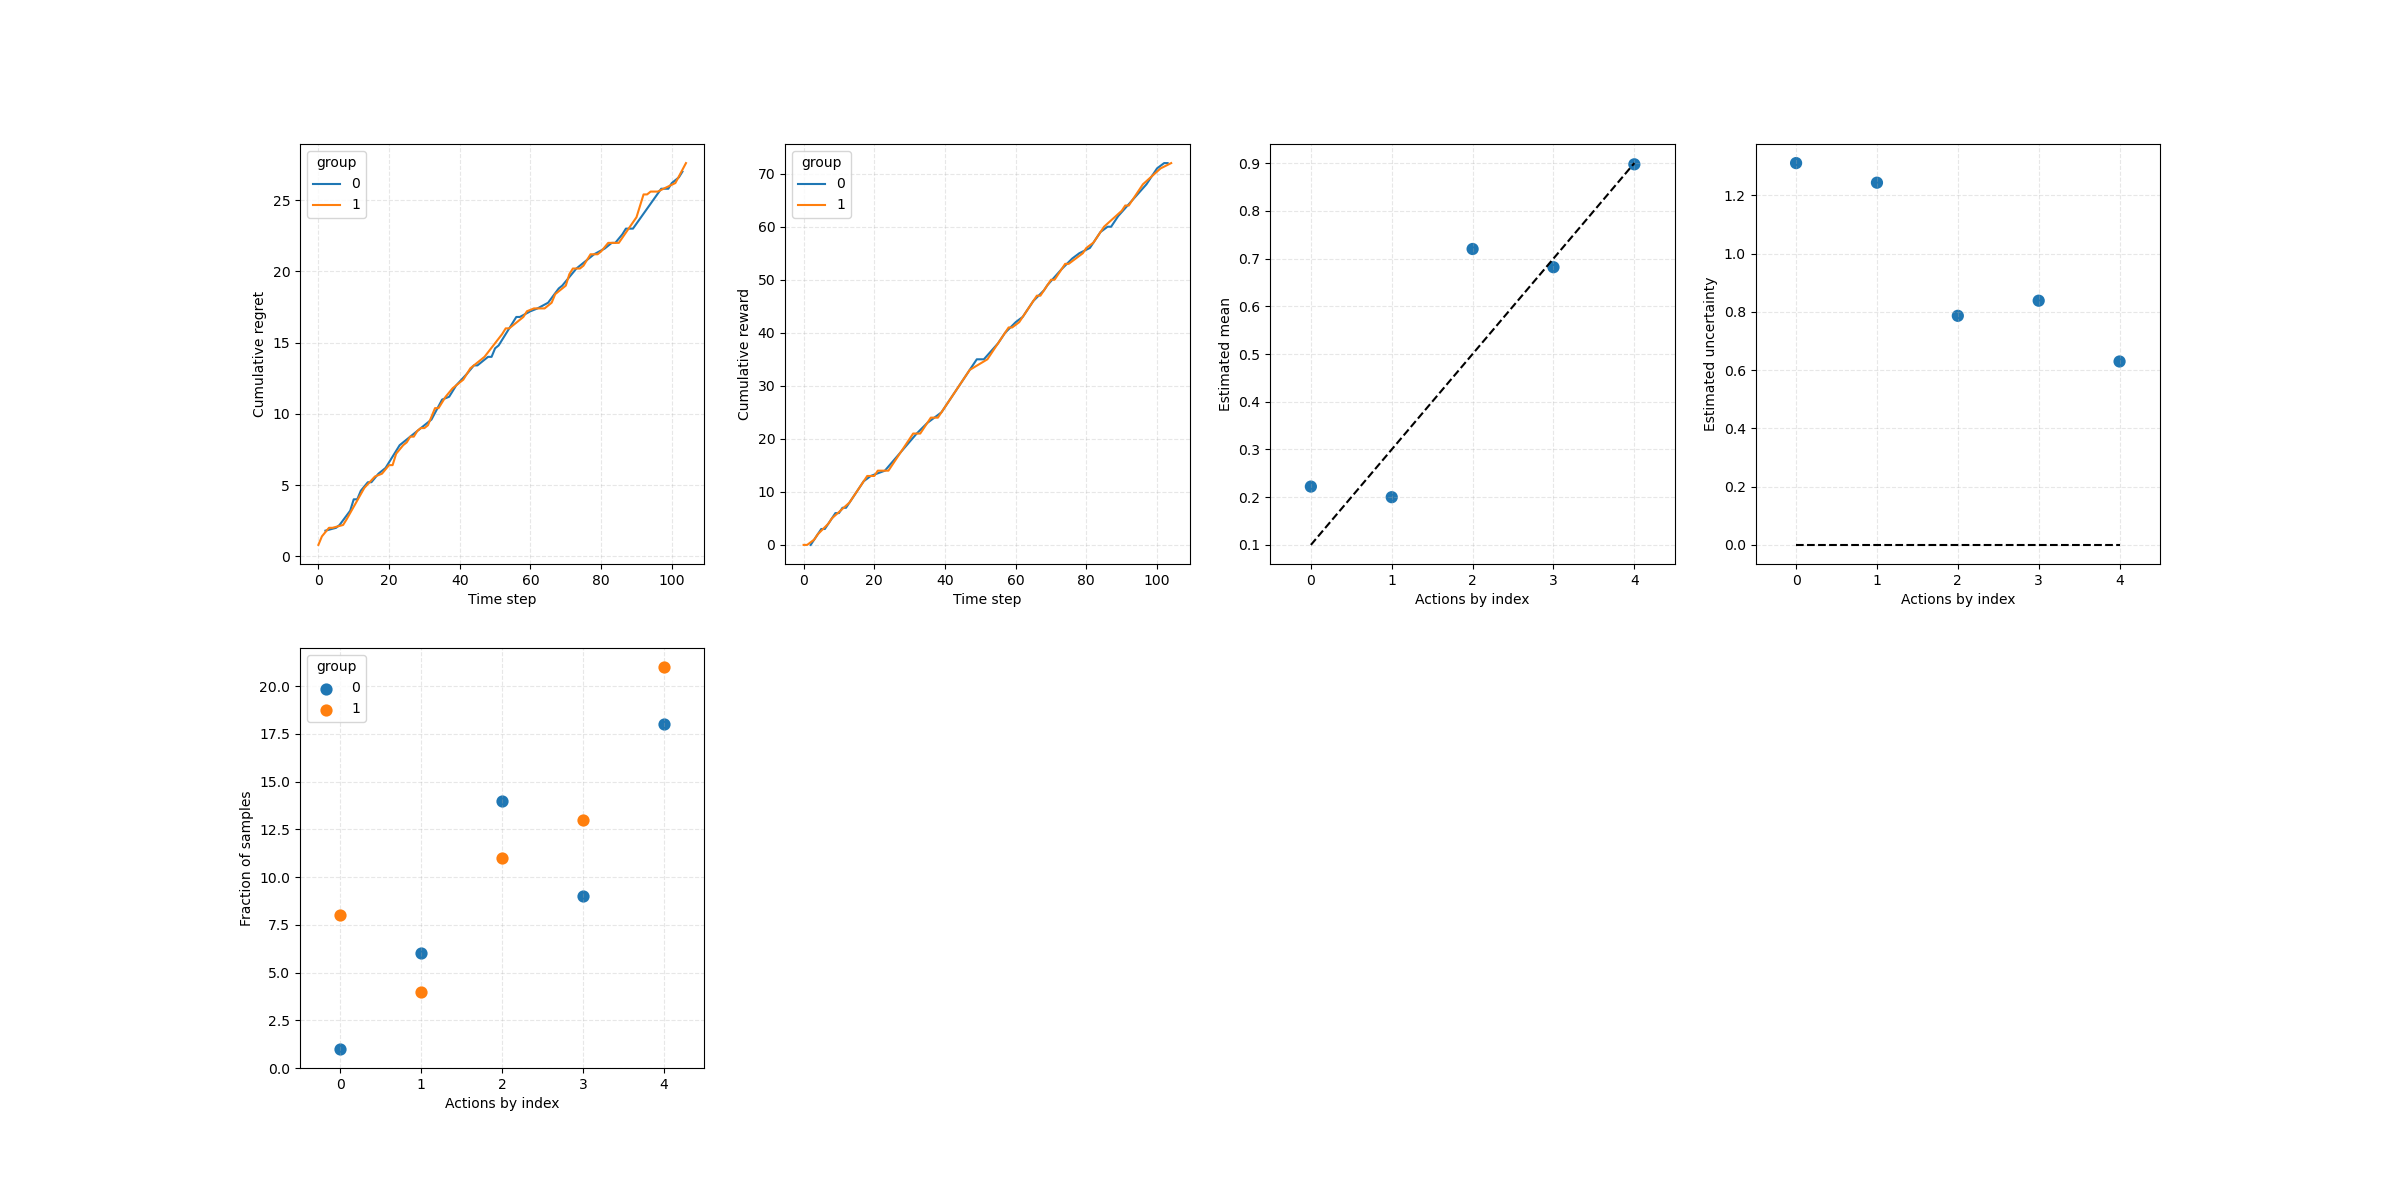 group
0
1
25
20
15
10
5
0
Cumulative regret
0 20 40 60 80 100
Time step
group
0
1
70
60
50
40
30
20
10
0
Cumulative reward
0 20 40 60 80 100
Time step
0.9
0.8
0.7
0.6
0.5
0.4
0.3
0.2
0.1
Estimated mean
0 1 2 3 4
Actions by index
1.2
1.0
0.8
0.6
0.4
0.2
0.0
Estimated uncertainty
0 1 2 3 4
Actions by index
group
0
1
20.0
17.5
15.0
12.5
10.0
7.5
5.0
2.5
0.0
Fraction of samples
0 1 2 3 4
Actions by index